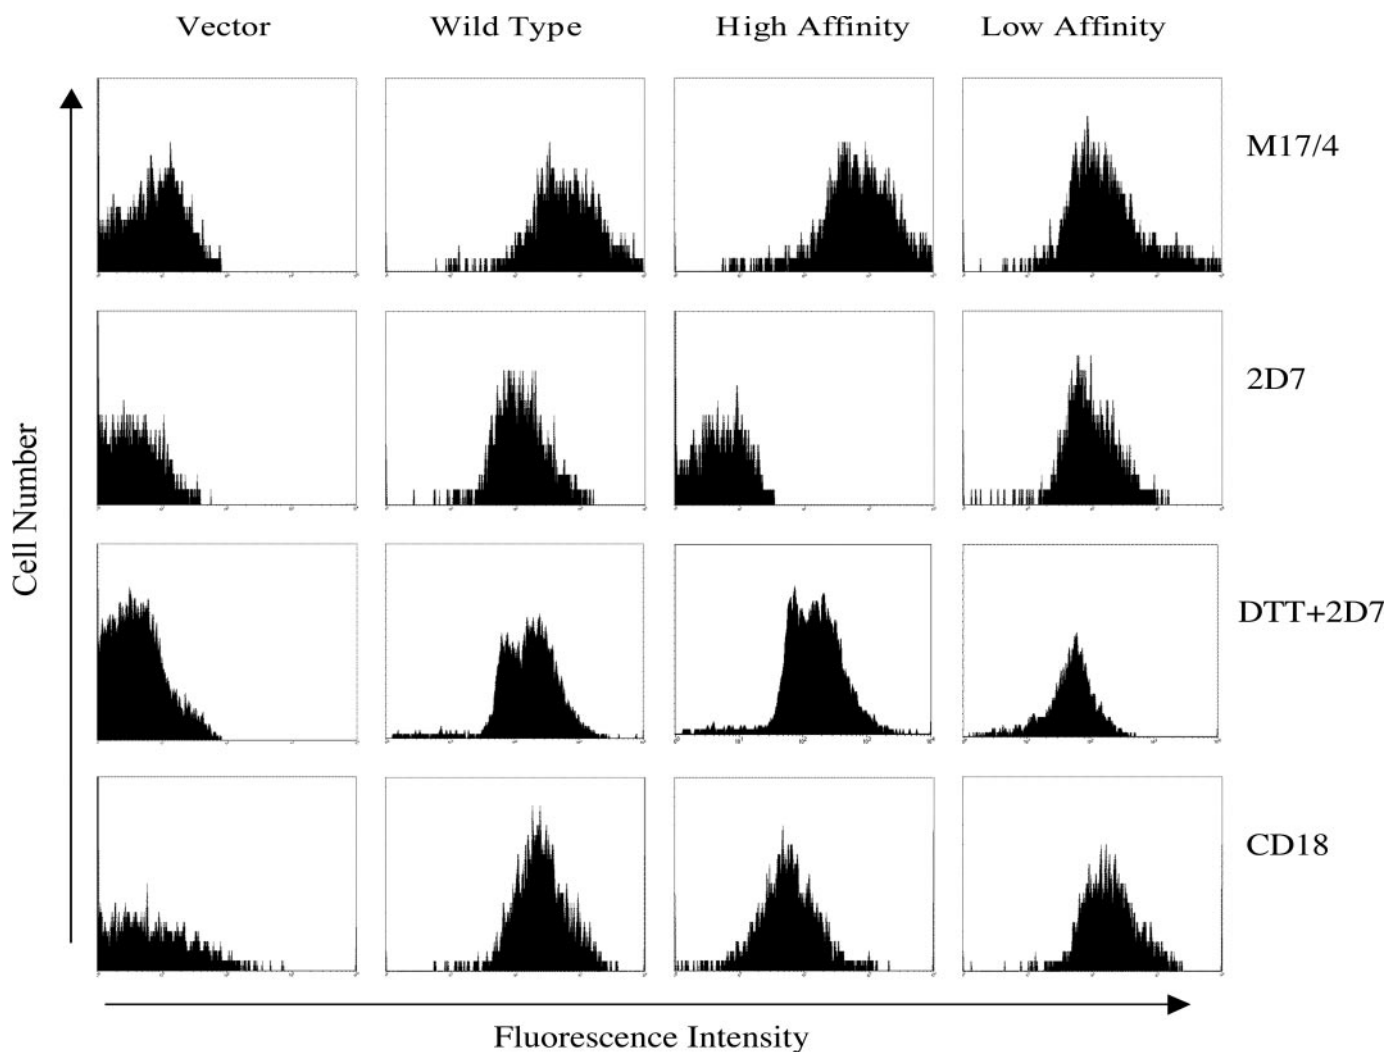 Vector Wild Type High Affinity Low Affinity
M17/4
2D7
DTT+2D7
CD18
Cell Number
Fluorescence Intensity